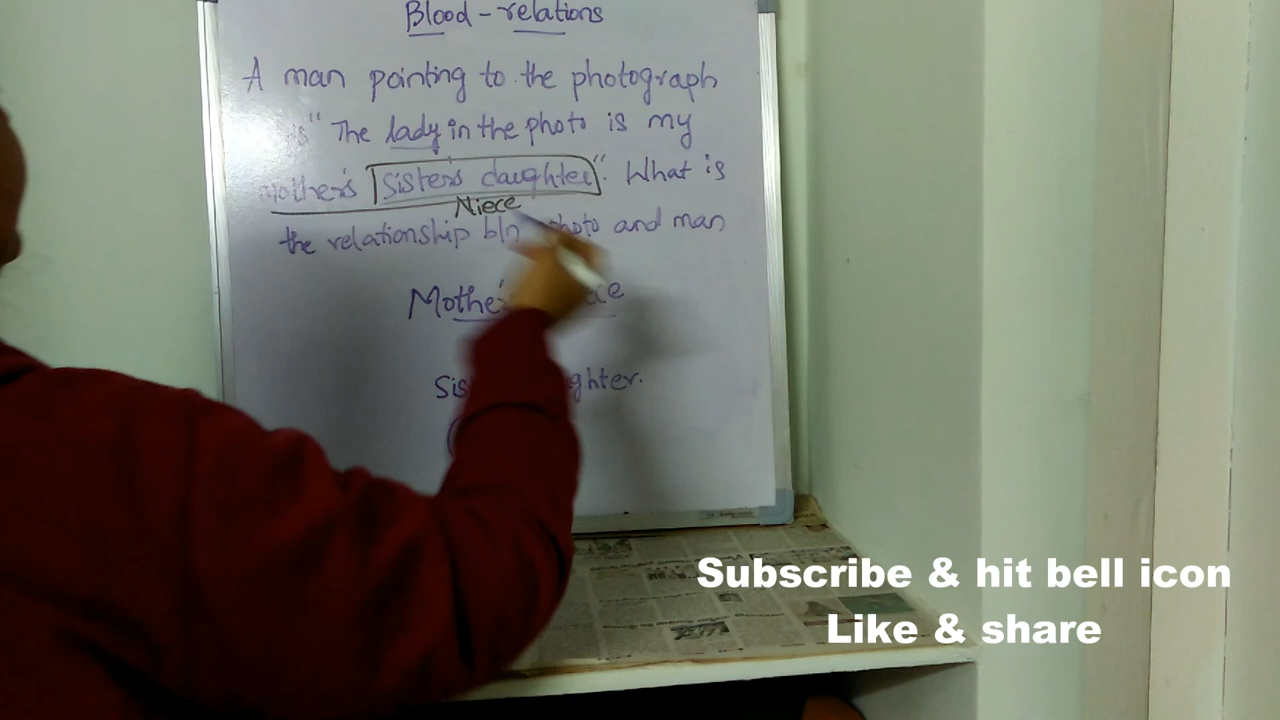 Blood - relations
A man pointing to the photograph
"The lady in the photo is my
Mother's Sister's daughter". What is
Niece
the relationship b/n photo and man
Subscribe & hit bell icon
Like & share